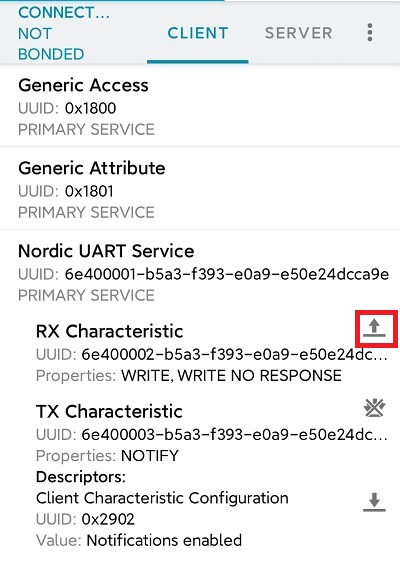 CONNECT...
NOT
BONDED
CLIENT
SERVER
Generic Access
UUID: 0x1800
PRIMARY SERVICE
Generic Attribute
UUID: 0x1801
PRIMARY SERVICE
Nordic UART Service
UUID: 6e400001-b5a3-f393-e0a9-e50e24dcca9e
PRIMARY SERVICE
RX Characteristic
UUID: 6e400002-b5a3-f393-e0a9-e50e24dc...
Properties: WRITE, WRITE NO RESPONSE
TX Characteristic
UUID: 6e400003-b5a3-f393-e0a9-e50e24dc...
Properties: NOTIFY
Descriptors:
Client Characteristic Configuration
UUID: 0x2902
Value: Notifications enabled